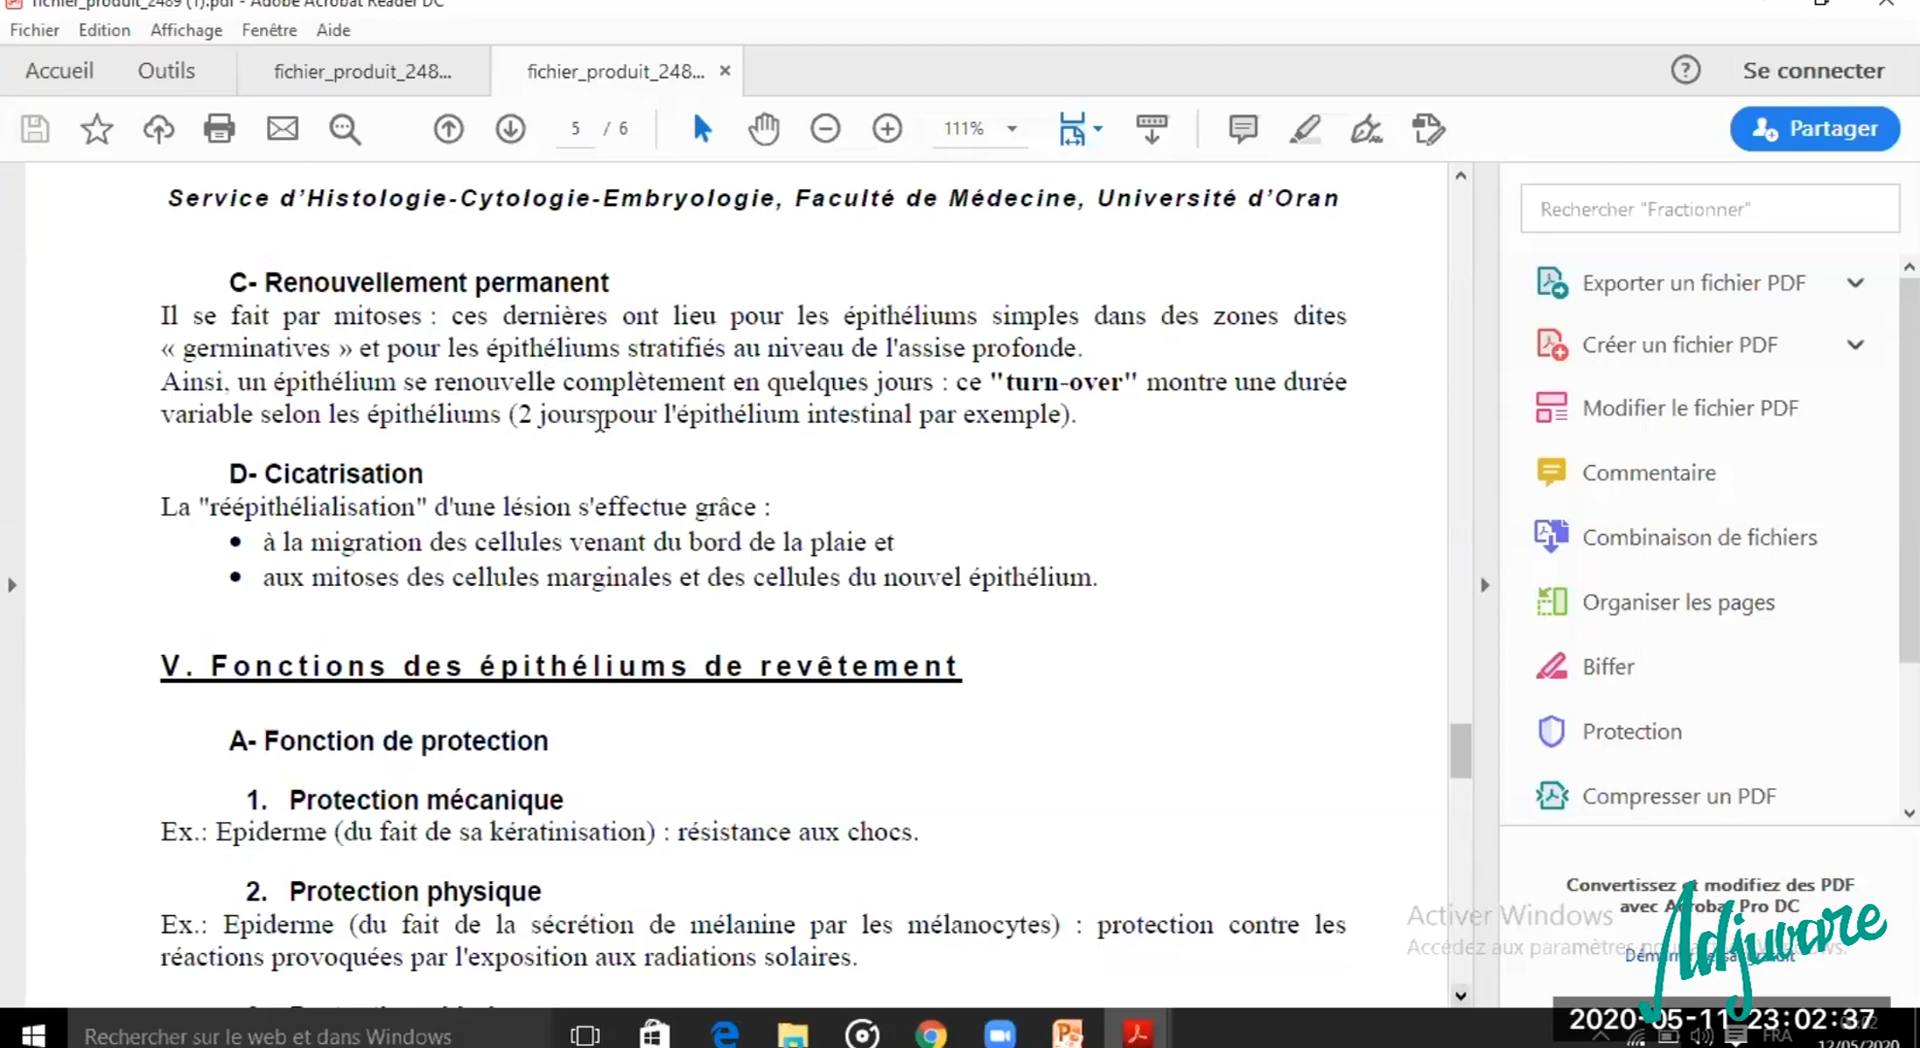 fichier_produit_2489 (1).pdf - Adobe Acrobat Reader DC
Fichier Edition Affichage Fenêtre Aide
Accueil Outils fichier_produit_248... fichier_produit_248... × Se connecter
5 / 6 111% Partager
Service d'Histologie-Cytologie-Embryologie, Faculté de Médecine, Université d'Oran
C- Renouvellement permanent
Il se fait par mitoses : ces dernières ont lieu pour les épithéliums simples dans des zones dites
« germinatives » et pour les épithéliums stratifiés au niveau de l'assise profonde.
Ainsi, un épithélium se renouvelle complètement en quelques jours : ce "turn-over" montre une durée
variable selon les épithéliums (2 jours pour l'épithélium intestinal par exemple).
D- Cicatrisation
La "réépithélialisation" d'une lésion s'effectue grâce :
• à la migration des cellules venant du bord de la plaie et
• aux mitoses des cellules marginales et des cellules du nouvel épithélium.
V. Fonctions des épithéliums de revêtement
A- Fonction de protection
1. Protection mécanique
Ex.: Epiderme (du fait de sa kératinisation) : résistance aux chocs.
2. Protection physique
Ex.: Epiderme (du fait de la sécrétion de mélanine par les mélanocytes) : protection contre les
réactions provoquées par l'exposition aux radiations solaires.
Rechercher "Fractionner"
Exporter un fichier PDF
Créer un fichier PDF
Modifier le fichier PDF
Commentaire
Combinaison de fichiers
Organiser les pages
Biffer
Protection
Compresser un PDF
Convertissez et modifiez des PDF
avec Acrobat Pro DC
Activer Windows
Accédez aux paramètres
Adjuware
Rechercher sur le web et dans Windows
2020-05-11 23:02:37
FRA
12/05/2020